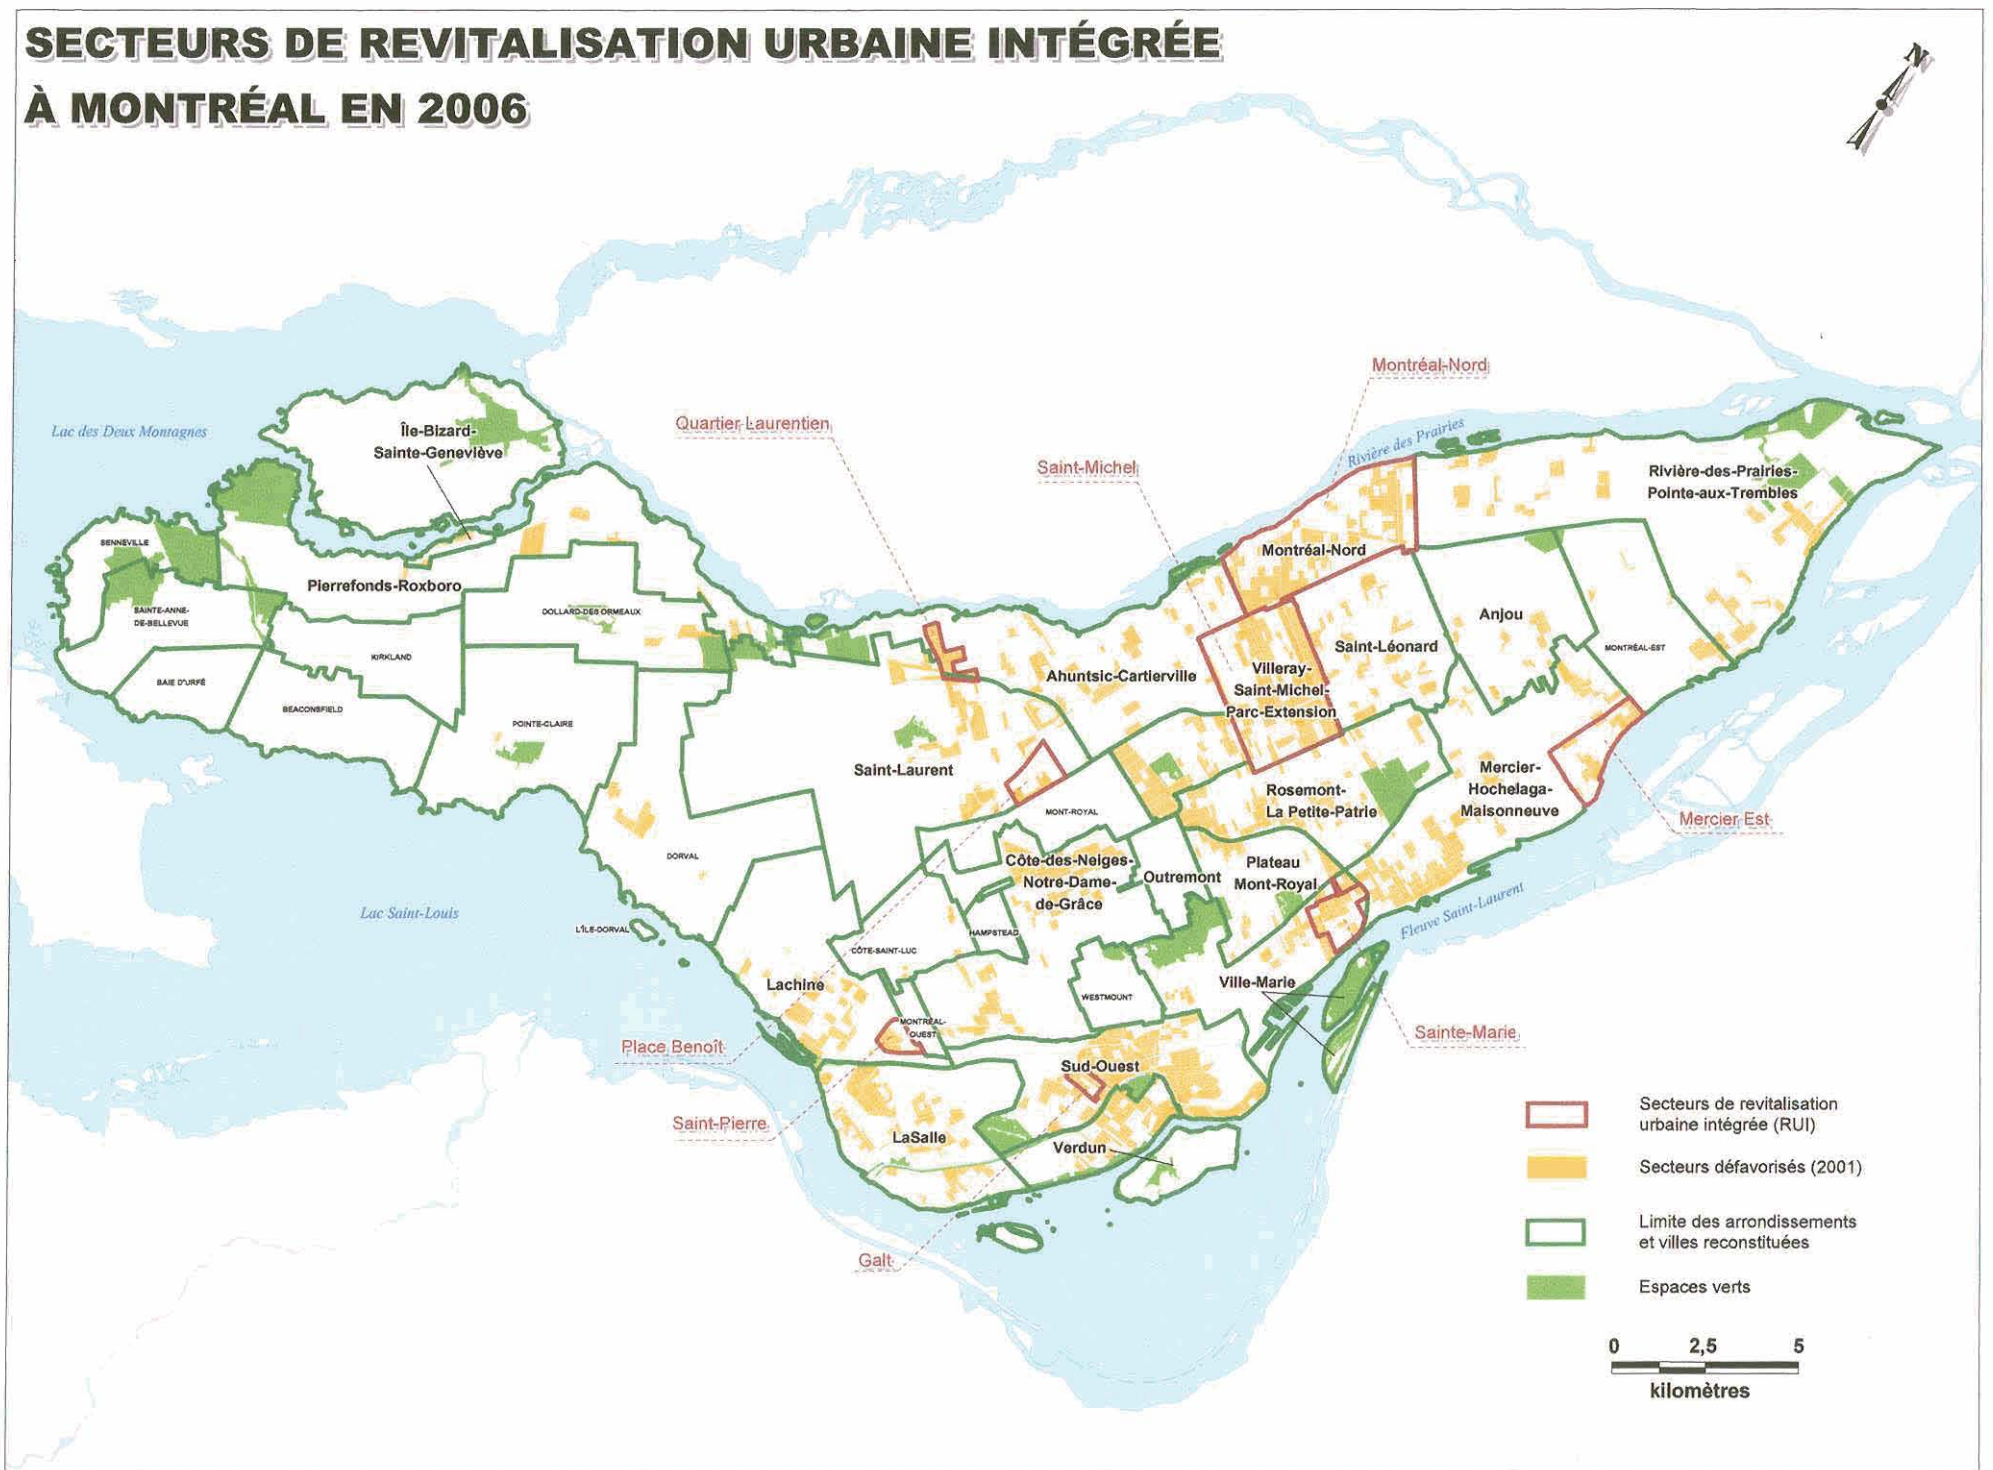 SECTEURS DE REVITALISATION URBAINE INTÉGRÉE
À MONTRÉAL EN 2006
N
Montréal-Nord
Quartier Laurentien
Saint-Michel
Rivière des Prairies
Lac des Deux Montagnes
Île-Bizard-
Sainte-Geneviève
Rivière-des-Prairies-
Pointe-aux-Trembles
SENNEVILLE
Montréal-Nord
Pierrefonds-Roxboro
SAINTE-ANNE-
DE-BELLEVUE
DOLLARD-DES ORMEAUX
Anjou
KIRKLAND
Saint-Léonard
MONTRÉAL-EST
BAIE D'URFÉ
Ahuntsic-Cartierville
Villeray-
Saint-Michel-
Parc-Extension
BEACONSFIELD
POINTE-CLAIRE
Saint-Laurent
Mercier-
Hochelaga-
Maisonneuve
Rosemont-
La Petite-Patrie
MONT-ROYAL
Mercier Est
DORVAL
Côte-des-Neiges-
Notre-Dame-
de-Grâce
Outremont
Plateau
Mont-Royal
Lac Saint-Louis
L'ÎLE-DORVAL
HAMPSTEAD
CÔTE-SAINT-LUC
Fleuve Saint-Laurent
Lachine
Ville-Marie
WESTMOUNT
MONTRÉAL-
OUEST
Sainte-Marie
Place Benoît
Sud-Ouest
Saint-Pierre
LaSalle
Verdun
Galt
Secteurs de revitalisation
urbaine intégrée (RUI)
Secteurs défavorisés (2001)
Limite des arrondissements
et villes reconstituées
Espaces verts
0 2,5 5
kilomètres